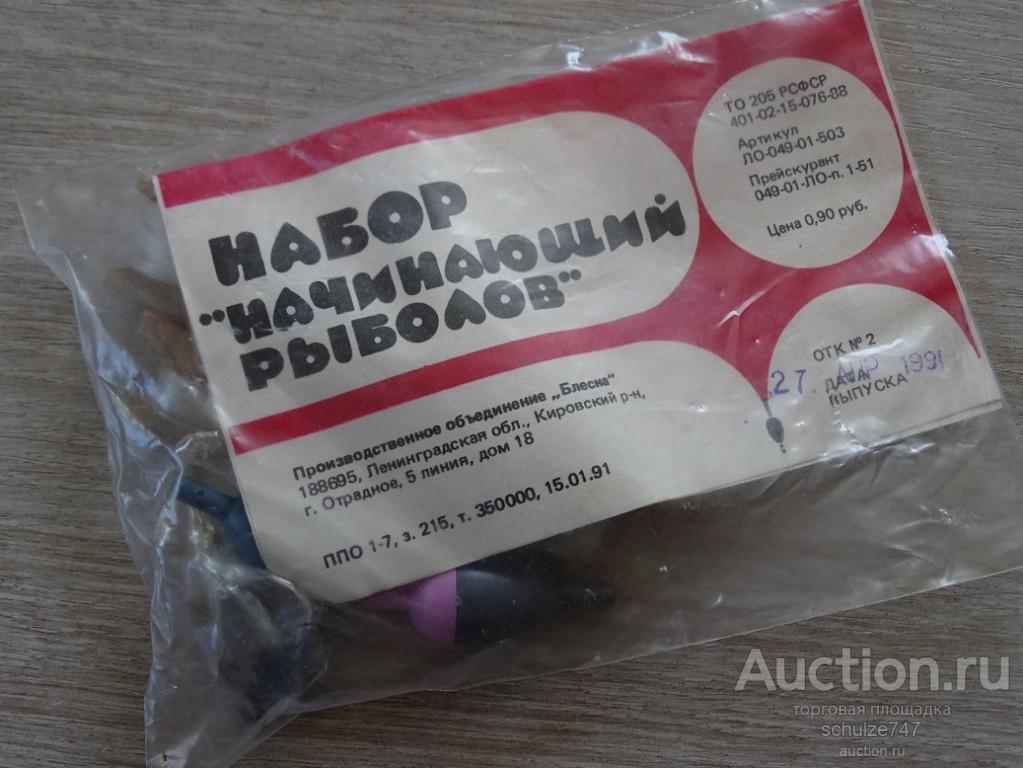 НАБОР
"НАЧИНАЮЩИЙ
РЫБОЛОВ"
Производственное объединение „Блесна"
188695, Ленинградская обл., Кировский р-н,
г. Отрадное, 5 линия, дом 18
ППО 1-7, з. 215, т. 350000, 15.01.91
ТО 205 РСФСР
401-02-15-076-88
Артикул
ЛО-049-01-503
Прейскурант
049-01-ЛО-п. 1-51
Цена 0,90 руб.
ОТК № 2
27. АПР 1991
ДАТА
ВЫПУСКА
Auction.ru
торговая площадка
schulze747
auction.ru